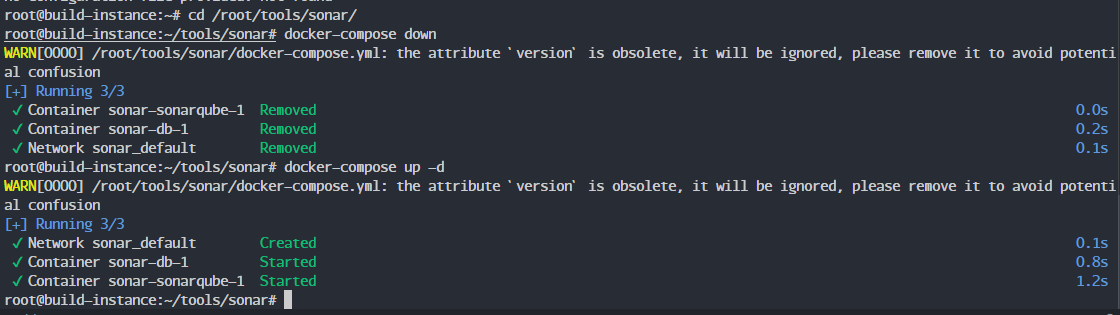 root@build-instance:~# cd /root/tools/sonar/
root@build-instance:~/tools/sonar# docker-compose down
WARN[0000] /root/tools/sonar/docker-compose.yml: the attribute `version` is obsolete, it will be ignored, please remove it to avoid potenti
al confusion
[+] Running 3/3
✓ Container sonar-sonarqube-1  Removed 0.0s
✓ Container sonar-db-1         Removed 0.2s
✓ Network sonar_default        Removed 0.1s
root@build-instance:~/tools/sonar# docker-compose up -d
WARN[0000] /root/tools/sonar/docker-compose.yml: the attribute `version` is obsolete, it will be ignored, please remove it to avoid potenti
al confusion
[+] Running 3/3
✓ Network sonar_default        Created 0.1s
✓ Container sonar-db-1         Started 0.8s
✓ Container sonar-sonarqube-1  Started 1.2s
root@build-instance:~/tools/sonar#